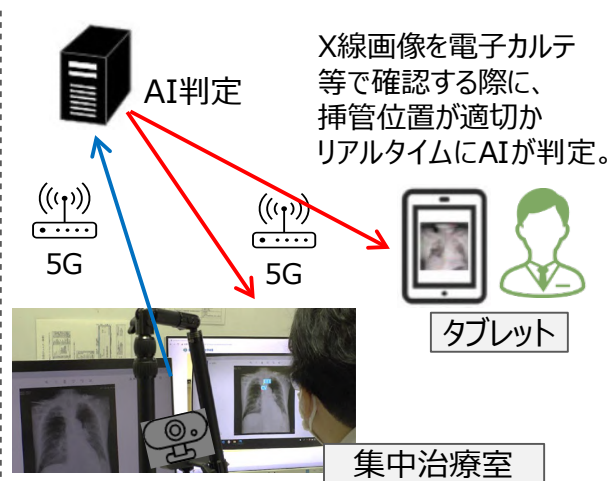 AI判定
X線画像を電子カルテ
等で確認する際に、
挿管位置が適切か
リアルタイムにAIが判定。
5G
5G
タブレット
集中治療室